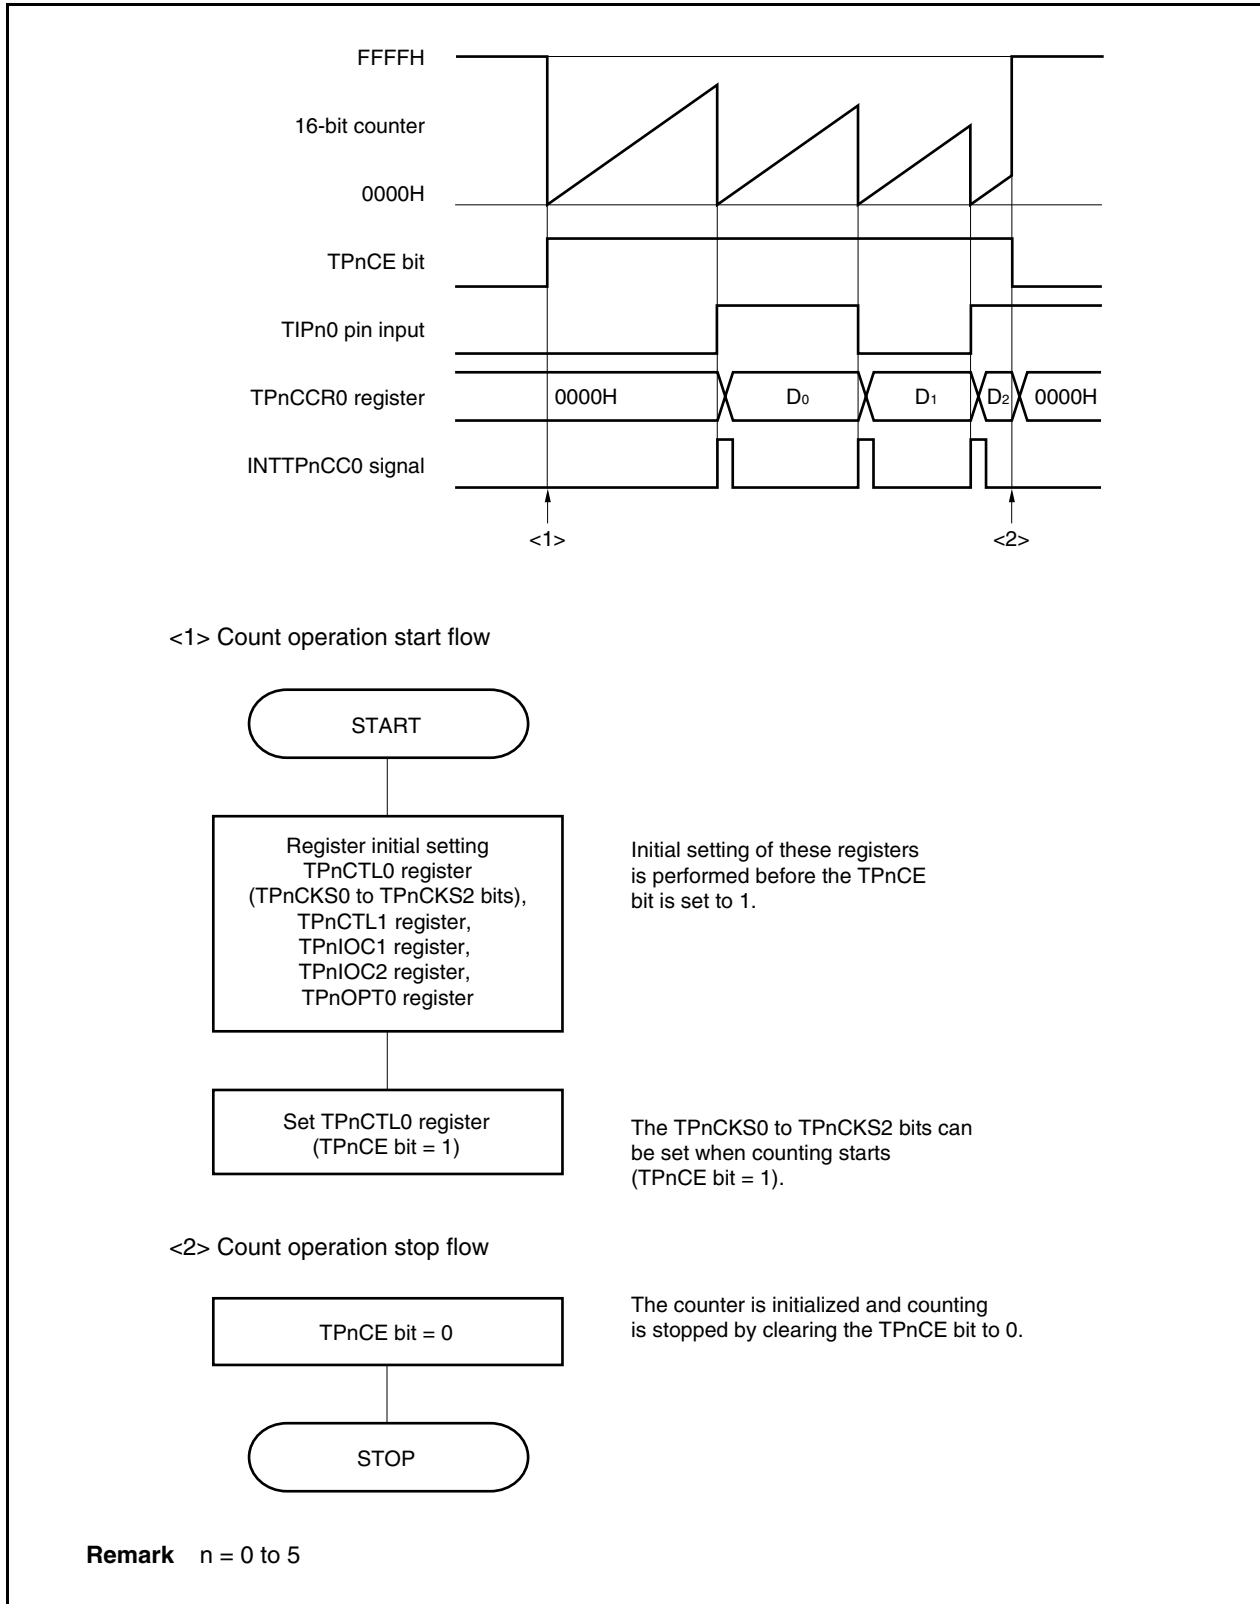 FFFFH
16-bit counter
0000H
TPnCE bit
TIPn0 pin input
TPnCCR0 register
0000H
D0
D1
D2
0000H
INTTPnCC0 signal
<1>
<2>
<1> Count operation start flow
START
Register initial setting
TPnCTL0 register
(TPnCKS0 to TPnCKS2 bits),
TPnCTL1 register,
TPnIOC1 register,
TPnIOC2 register,
TPnOPT0 register
Initial setting of these registers
is performed before the TPnCE
bit is set to 1.
Set TPnCTL0 register
(TPnCE bit = 1)
The TPnCKS0 to TPnCKS2 bits can
be set when counting starts
(TPnCE bit = 1).
<2> Count operation stop flow
TPnCE bit = 0
The counter is initialized and counting
is stopped by clearing the TPnCE bit to 0.
STOP
Remark n = 0 to 5